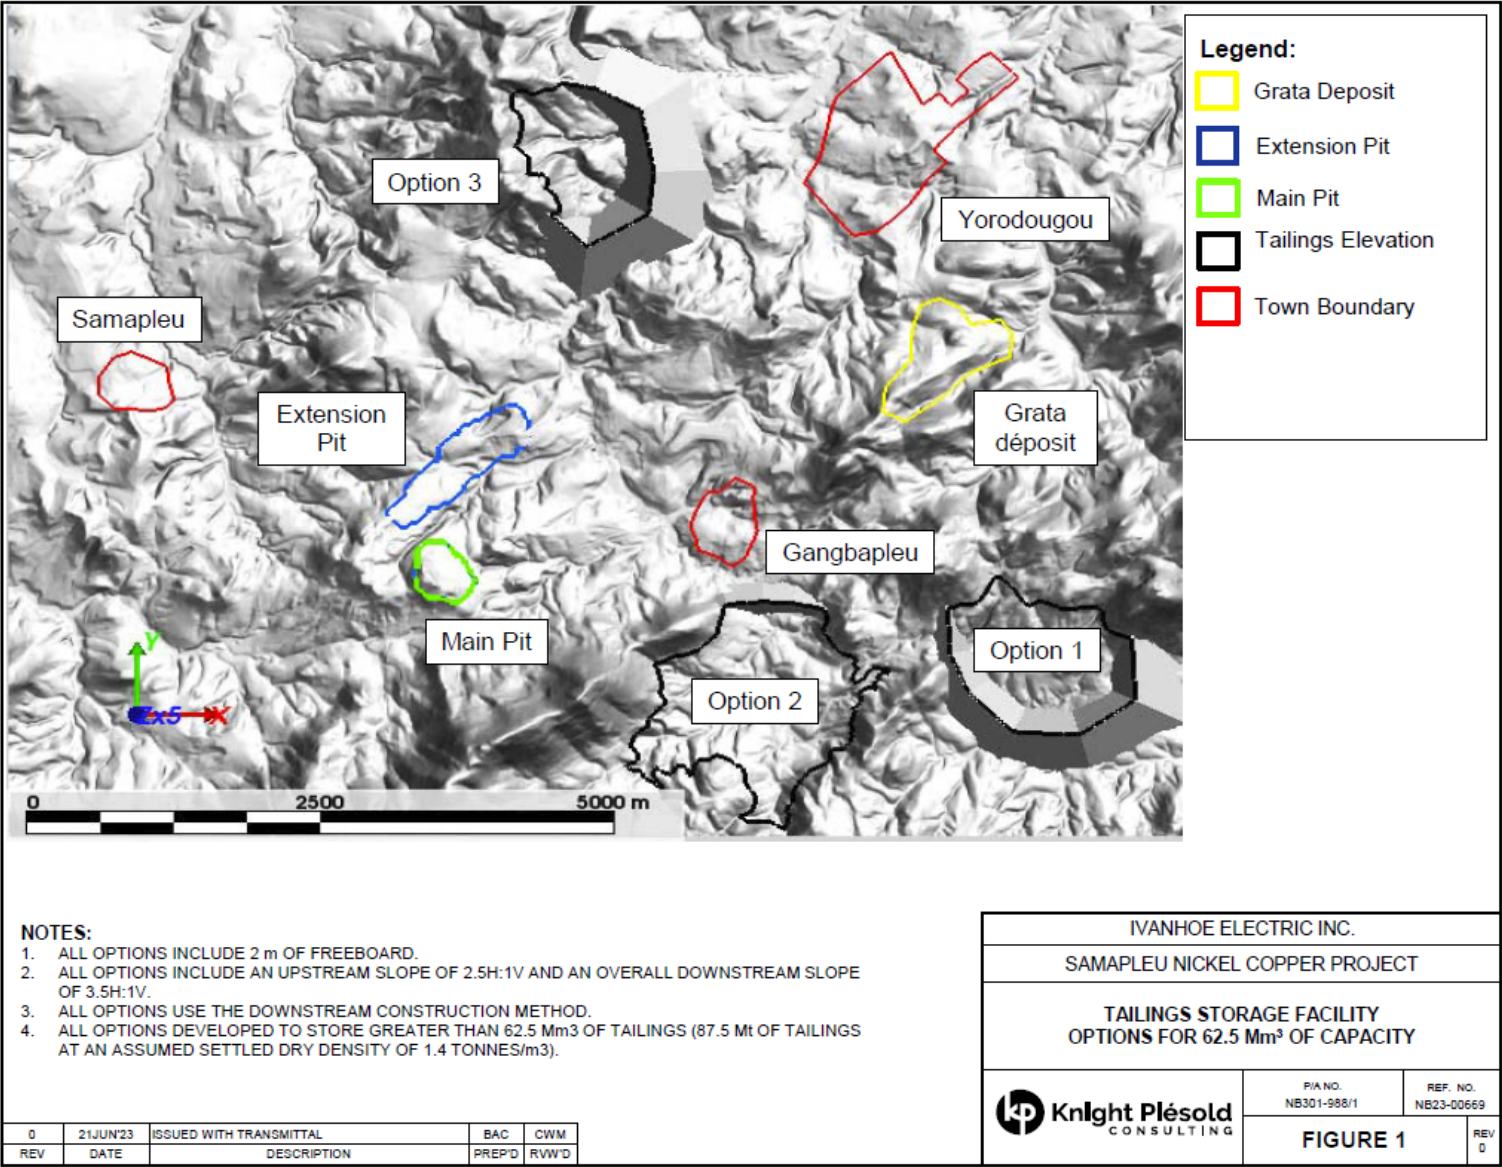 Legend:
Grata Deposit
Extension Pit
Main Pit
Tailings Elevation
Town Boundary
Option 3
Yorodougou
Samapleu
Extension
Pit
Grata
déposit
Gangbapleu
Main Pit
Option 1
Option 2
Y
Zx5
X
0 2500 5000 m
NOTES:
1. ALL OPTIONS INCLUDE 2 m OF FREEBOARD.
2. ALL OPTIONS INCLUDE AN UPSTREAM SLOPE OF 2.5H:1V AND AN OVERALL DOWNSTREAM SLOPE
OF 3.5H:1V.
3. ALL OPTIONS USE THE DOWNSTREAM CONSTRUCTION METHOD.
4. ALL OPTIONS DEVELOPED TO STORE GREATER THAN 62.5 Mm3 OF TAILINGS (87.5 Mt OF TAILINGS
AT AN ASSUMED SETTLED DRY DENSITY OF 1.4 TONNES/m3).
0 21JUN'23 ISSUED WITH TRANSMITTAL BAC CWM
REV DATE DESCRIPTION PREP'D RVW'D
IVANHOE ELECTRIC INC.
SAMAPLEU NICKEL COPPER PROJECT
TAILINGS STORAGE FACILITY
OPTIONS FOR 62.5 Mm³ OF CAPACITY
kp Knight Piésold
CONSULTING
P/A NO.
NB301-988/1
REF. NO.
NB23-00669
FIGURE 1
REV
0